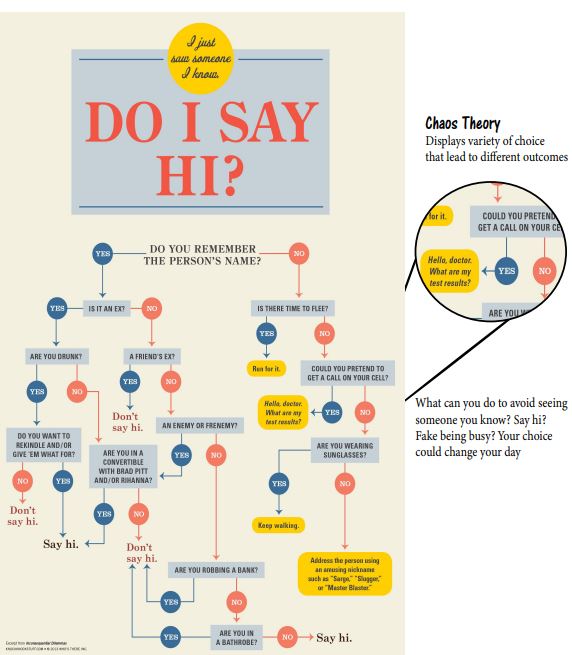 I just
saw someone
I know.
DO I SAY
HI?
DO YOU REMEMBER
THE PERSON'S NAME?
YES
NO
YES
IS IT AN EX?
NO
IS THERE TIME TO FLEE?
YES
NO
ARE YOU DRUNK?
A FRIEND'S EX?
Run for it.
COULD YOU PRETEND TO
GET A CALL ON YOUR CELL?
YES
NO
YES
NO
Don't
say hi.
Hello, doctor.
What are my
test results?
YES
NO
AN ENEMY OR FRENEMY?
DO YOU WANT TO
REKINDLE AND/OR
GIVE 'EM WHAT FOR?
ARE YOU IN A
CONVERTIBLE
WITH BRAD PITT
AND/OR RIHANNA?
YES
NO
ARE YOU WEARING
SUNGLASSES?
NO
YES
YES
NO
YES
NO
Don't
say hi.
Say hi.
Don't
say hi.
Keep walking.
Address the person using
an amusing nickname
such as "Sarge," "Slugger,"
or "Master Blaster."
ARE YOU ROBBING A BANK?
YES
NO
YES
ARE YOU IN
A BATHROBE?
NO
Say hi.
Excerpt from Inconsequential Dilemmas
KNOCKKNOCKSTUFF.COM • © 2013 WHO'S THERE INC.
Chaos Theory
Displays variety of choice
that lead to different outcomes
for it.
COULD YOU PRETEND
GET A CALL ON YOUR CE
Hello, doctor.
What are my
test results?
YES
NO
ARE YOU W
What can you do to avoid seeing
someone you know? Say hi?
Fake being busy? Your choice
could change your day